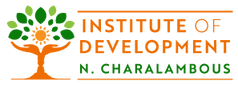 INSTITUTE OF
DEVELOPMENT
N. CHARALAMBOUS